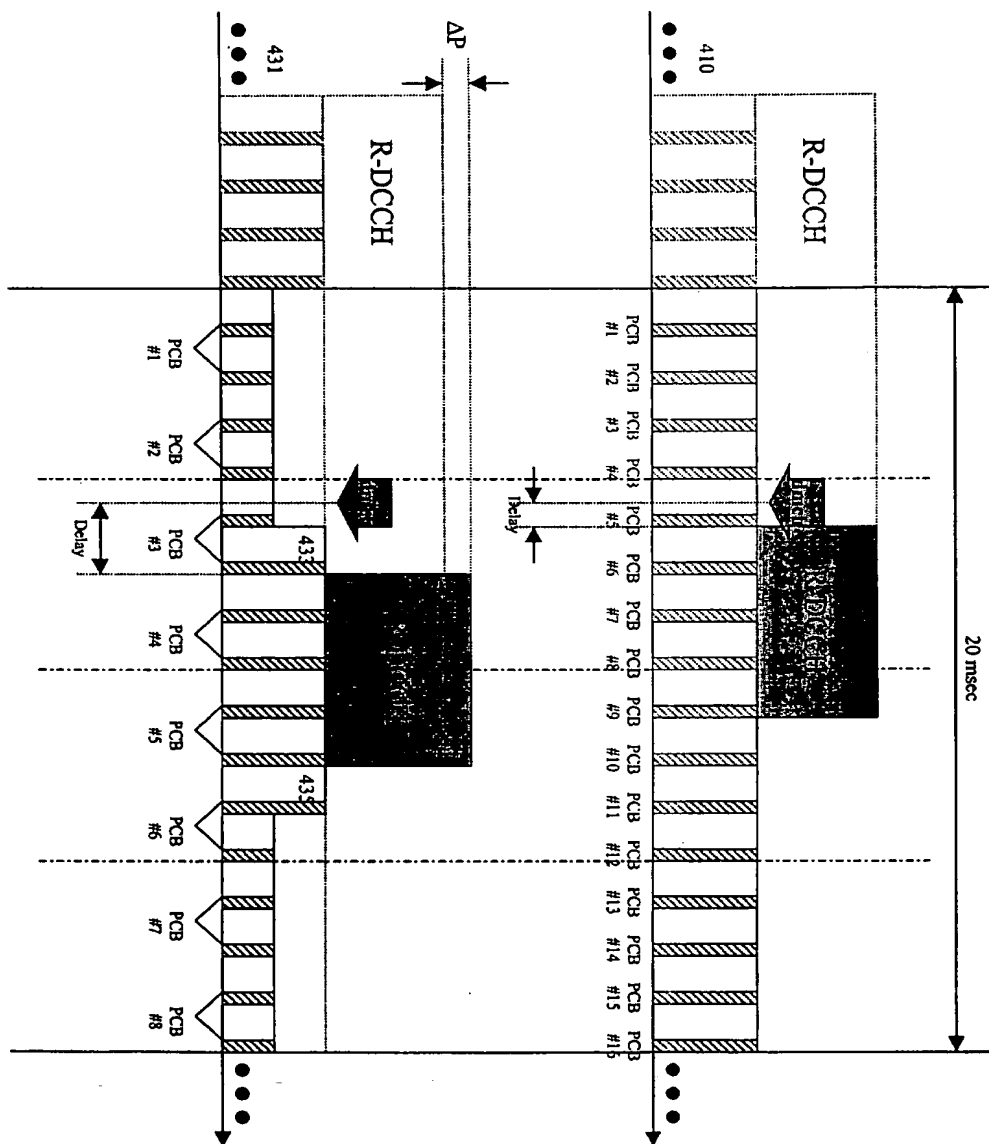 20 msec
R-DCCH
R-DCCH
410
PCB #1
PCB #2
PCB #3
PCB #4
PCB #5
PCB #6
PCB #7
PCB #8
PCB #9
PCB #10
PCB #11
PCB #12
PCB #13
PCB #14
PCB #15
PCB #16
Delay
ΔP
R-DCCH
431
433
435
PCB #1
PCB #2
PCB #3
PCB #4
PCB #5
PCB #6
PCB #7
PCB #8
Delay